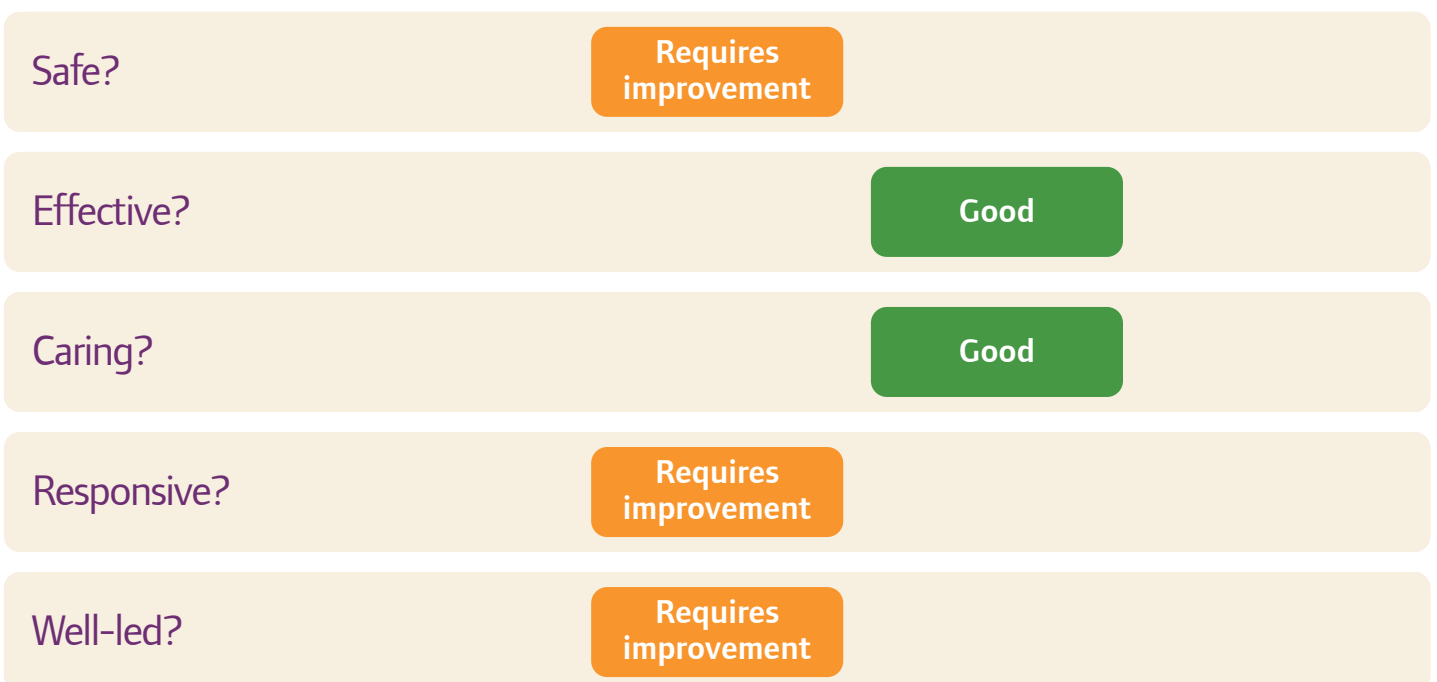 Safe?
Requires
improvement
Effective?
Good
Caring?
Good
Responsive?
Requires
improvement
Well-led?
Requires
improvement